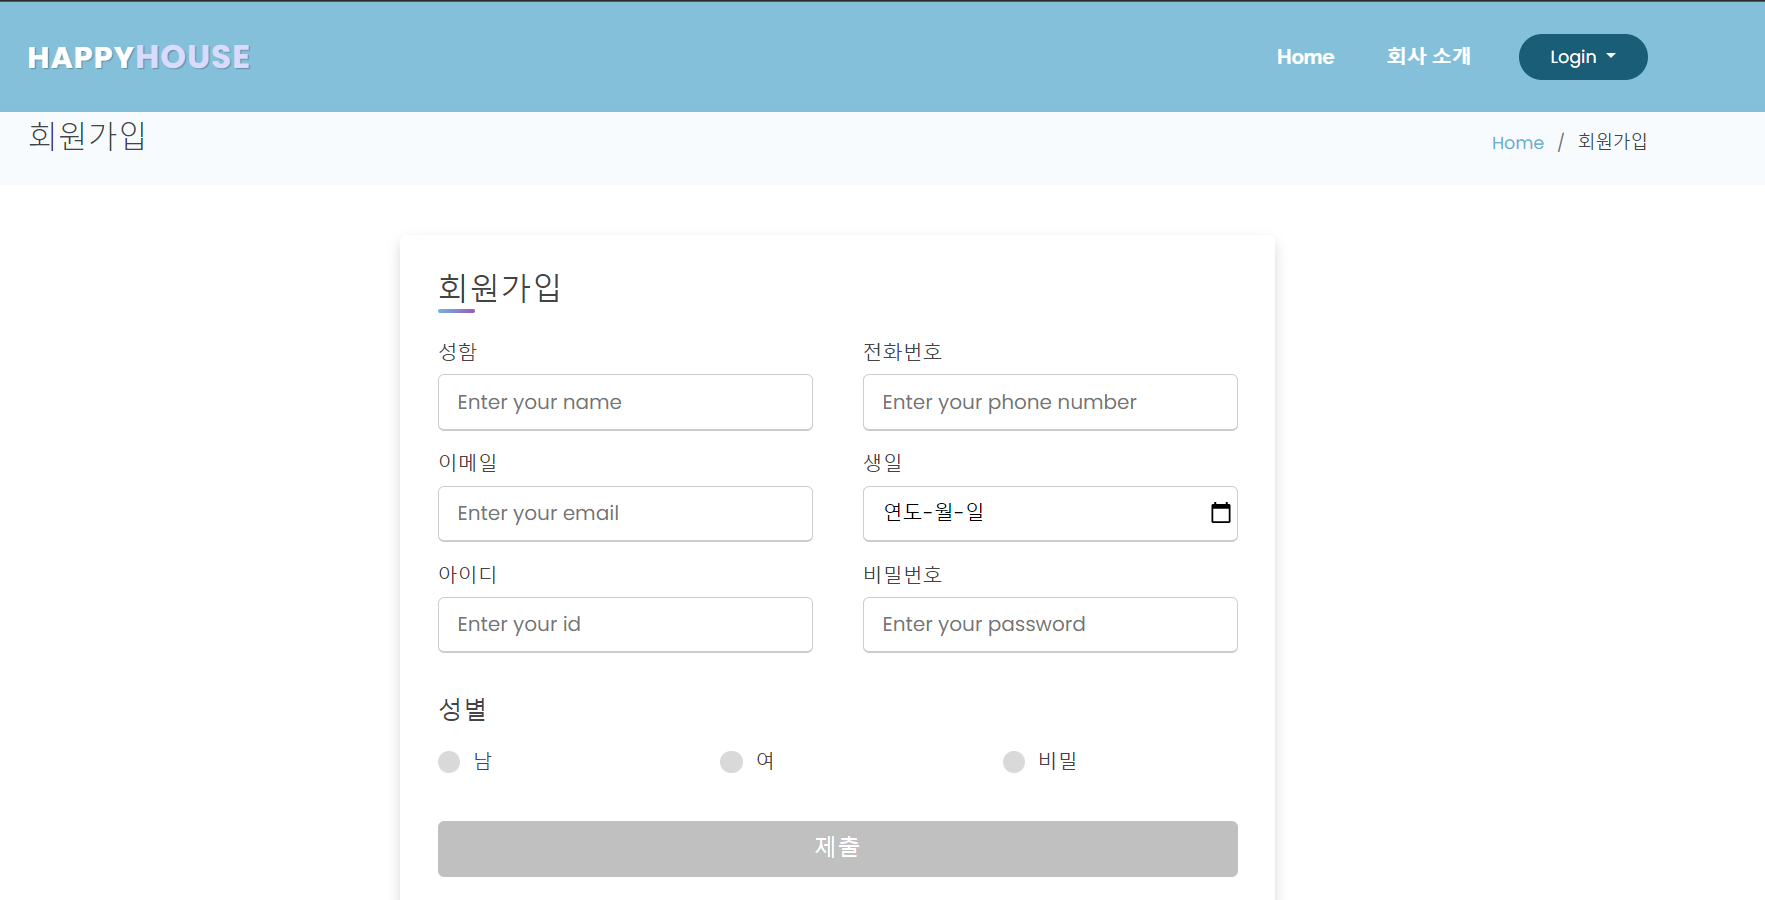 HAPPYHOUSE
Home 회사 소개 Login
회원가입
Home / 회원가입
회원가입
성함 전화번호
Enter your name Enter your phone number
이메일 생일
Enter your email 연도-월-일
아이디 비밀번호
Enter your id Enter your password
성별
남 여 비밀
제출